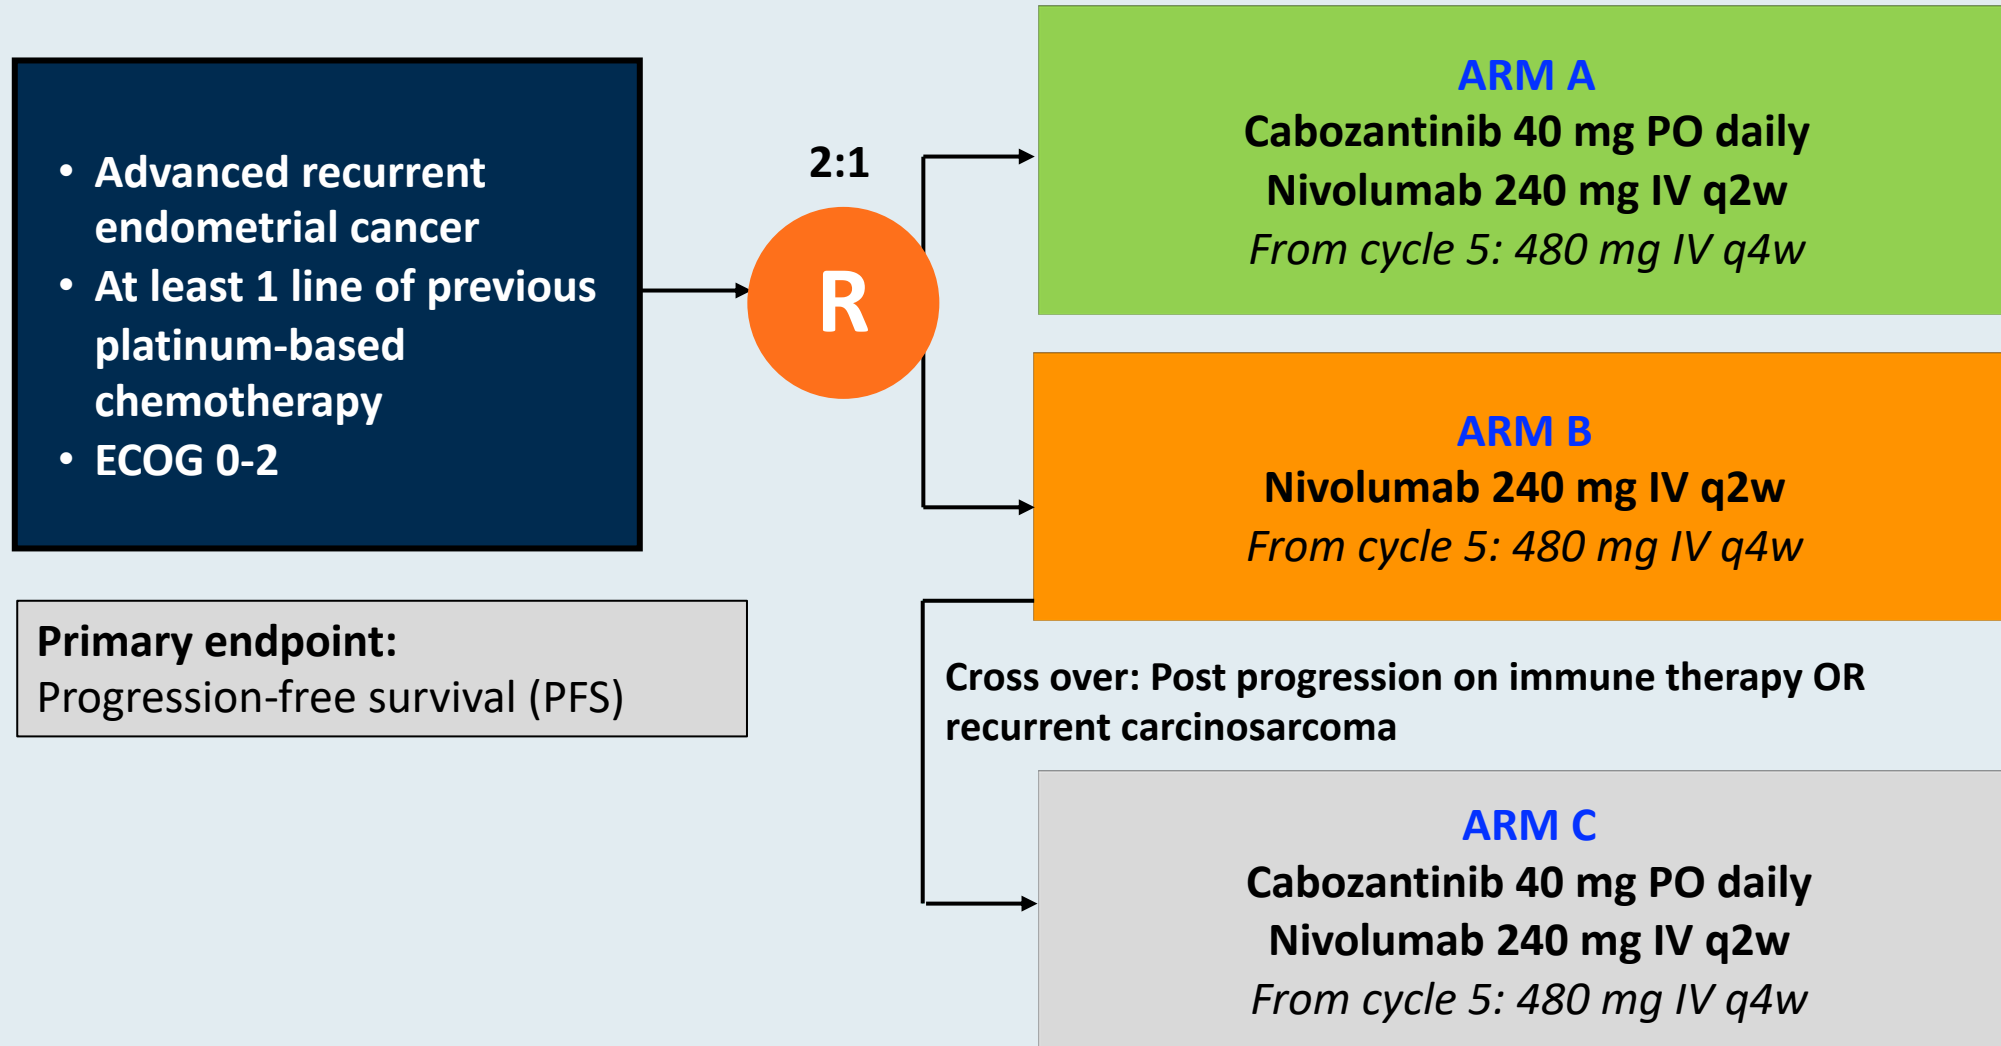 • Advanced recurrent
endometrial cancer
• At least 1 line of previous
platinum-based
chemotherapy
• ECOG 0-2
Primary endpoint:
Progression-free survival (PFS)
2:1
R
ARM A
Cabozantinib 40 mg PO daily
Nivolumab 240 mg IV q2w
From cycle 5: 480 mg IV q4w
ARM B
Nivolumab 240 mg IV q2w
From cycle 5: 480 mg IV q4w
Cross over: Post progression on immune therapy OR
recurrent carcinosarcoma
ARM C
Cabozantinib 40 mg PO daily
Nivolumab 240 mg IV q2w
From cycle 5: 480 mg IV q4w